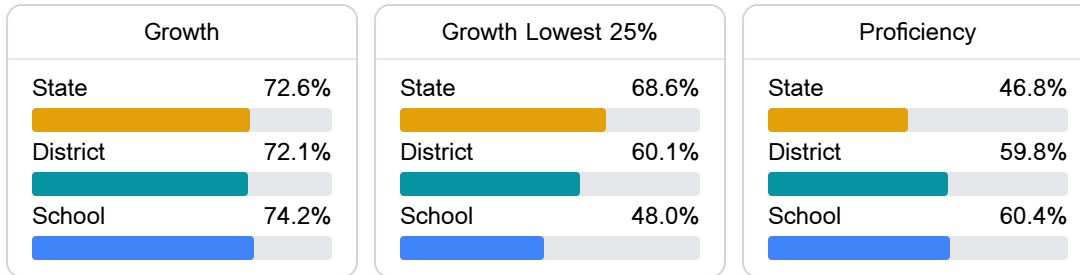 Growth
State 72.6%
District 72.1%
School 74.2%
Growth Lowest 25%
State 68.6%
District 60.1%
School 48.0%
Proficiency
State 46.8%
District 59.8%
School 60.4%